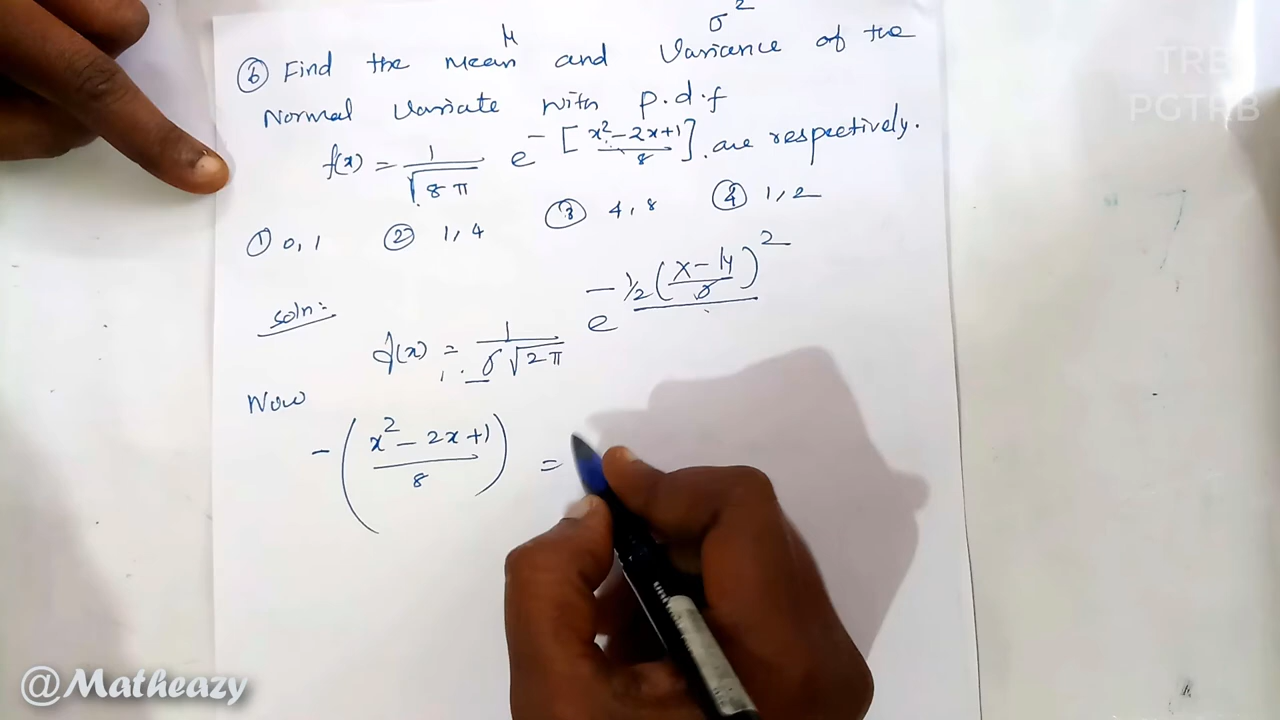 μ σ²
⑥ Find the mean and variance of the
Normal variate with p.d.f
f(x) = 1/√8π e^-[x²-2x+1/8] are respectively.
① 0, 1 ② 1, 4 ③ 4, 8 ④ 1, 2
Soln:
f(x) = 1/σ√2π e^-1/2(x-μ/σ)²
Now
-(x²-2x+1/8) =
TRB
PGTRB
@Matheazy